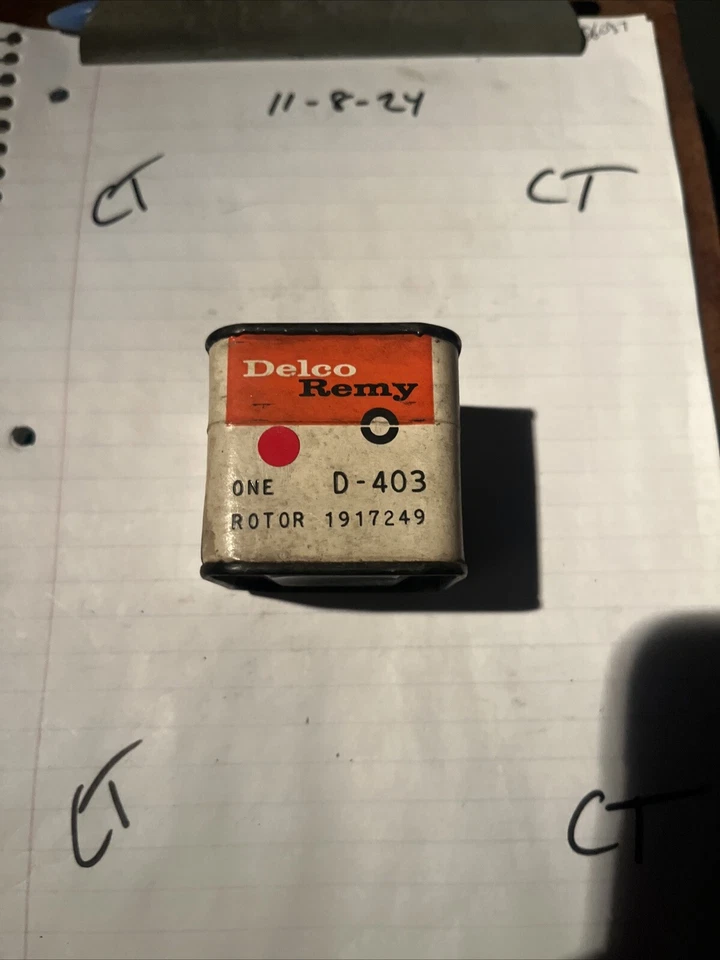 11-8-24
CT
CT
Delco
Remy
ONE D-403
ROTOR 1917249
CT
CT